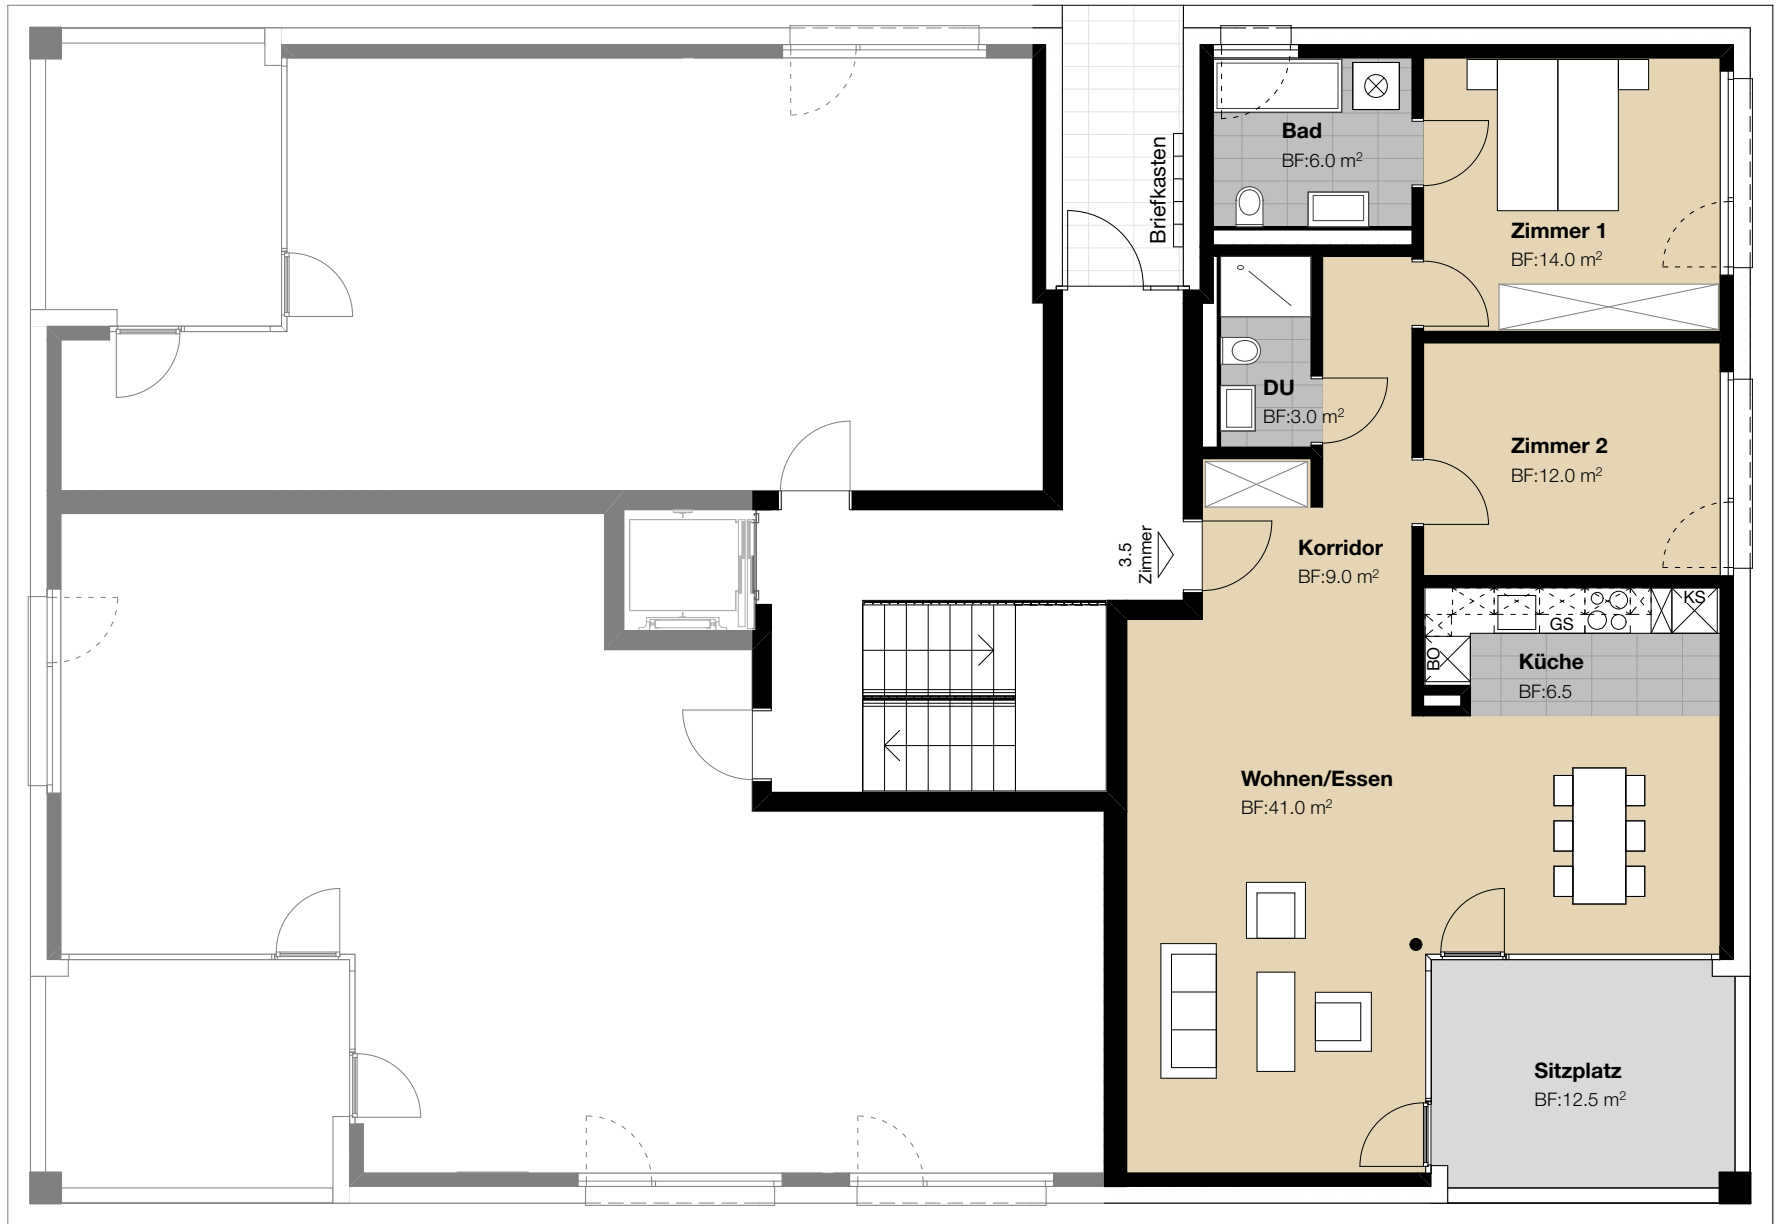 Bad
BF:6.0 m²
Briefkasten
Zimmer 1
BF:14.0 m²
DU
BF:3.0 m²
Zimmer 2
BF:12.0 m²
3.5
Zimmer
Korridor
BF:9.0 m²
KS
GS
BO
Küche
BF:6.5
Wohnen/Essen
BF:41.0 m²
Sitzplatz
BF:12.5 m²